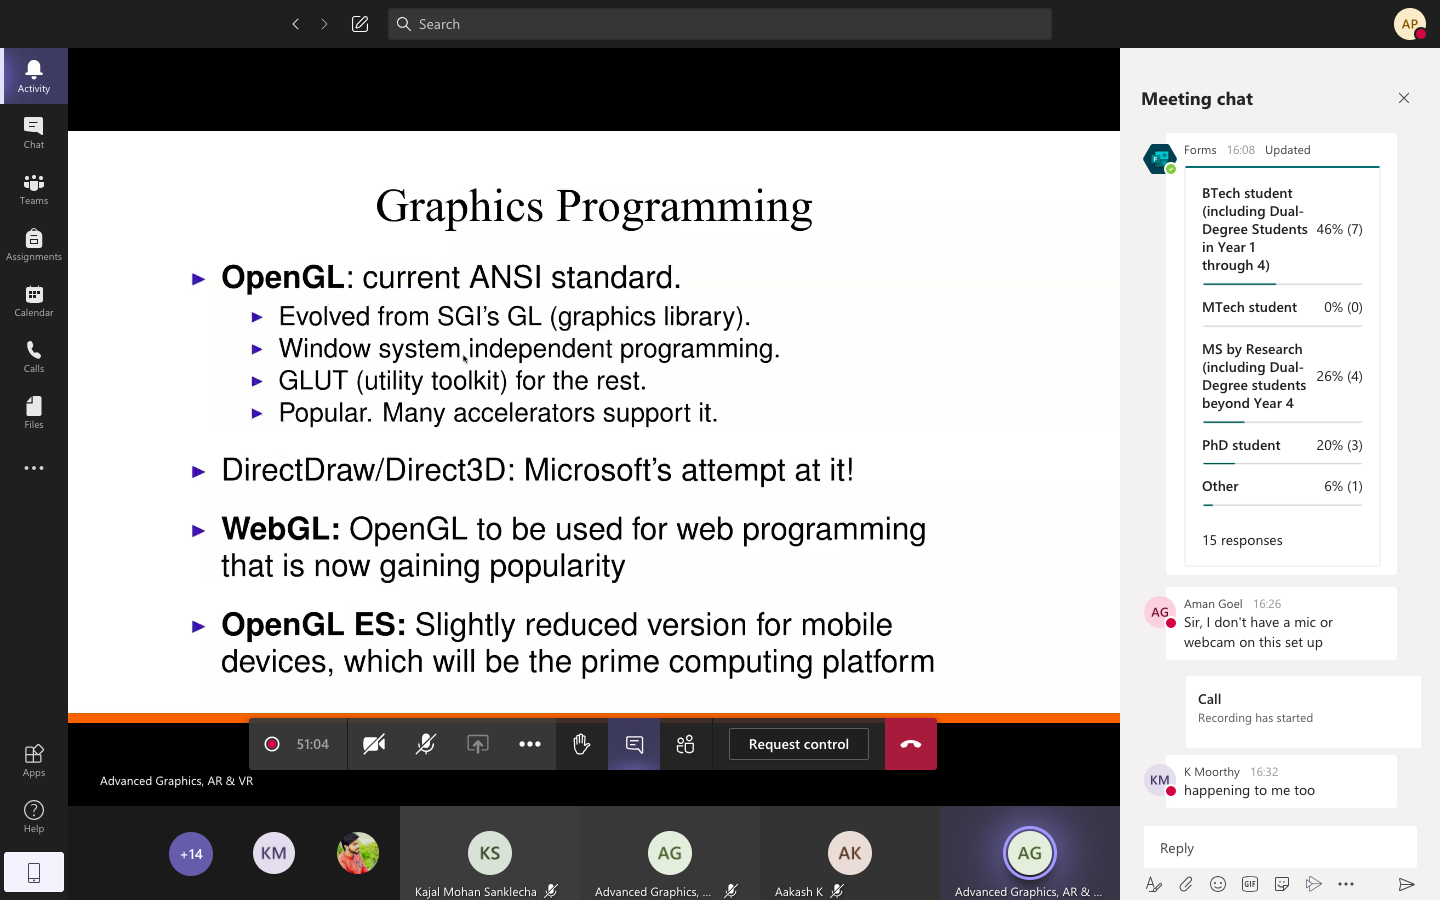 Search
AP
Activity
Chat
Teams
Assignments
Calendar
Calls
Files
Apps
Help
Graphics Programming
OpenGL: current ANSI standard.
Evolved from SGI's GL (graphics library).
Window system independent programming.
GLUT (utility toolkit) for the rest.
Popular. Many accelerators support it.
DirectDraw/Direct3D: Microsoft's attempt at it!
WebGL: OpenGL to be used for web programming
that is now gaining popularity
OpenGL ES: Slightly reduced version for mobile
devices, which will be the prime computing platform
51:04
Request control
Advanced Graphics, AR & VR
+14
KM
KS
Kajal Mohan Sanklecha
AG
Advanced Graphics, ...
AK
Aakash K
AG
Advanced Graphics, AR & ...
Meeting chat
Forms 16:08 Updated
BTech student
(including Dual-
Degree Students 46% (7)
in Year 1
through 4)
MTech student 0% (0)
MS by Research
(including Dual-
Degree students 26% (4)
beyond Year 4
PhD student 20% (3)
Other 6% (1)
15 responses
AG
Aman Goel 16:26
Sir, I don't have a mic or
webcam on this set up
Call
Recording has started
KM
K Moorthy 16:32
happening to me too
Reply
GIF